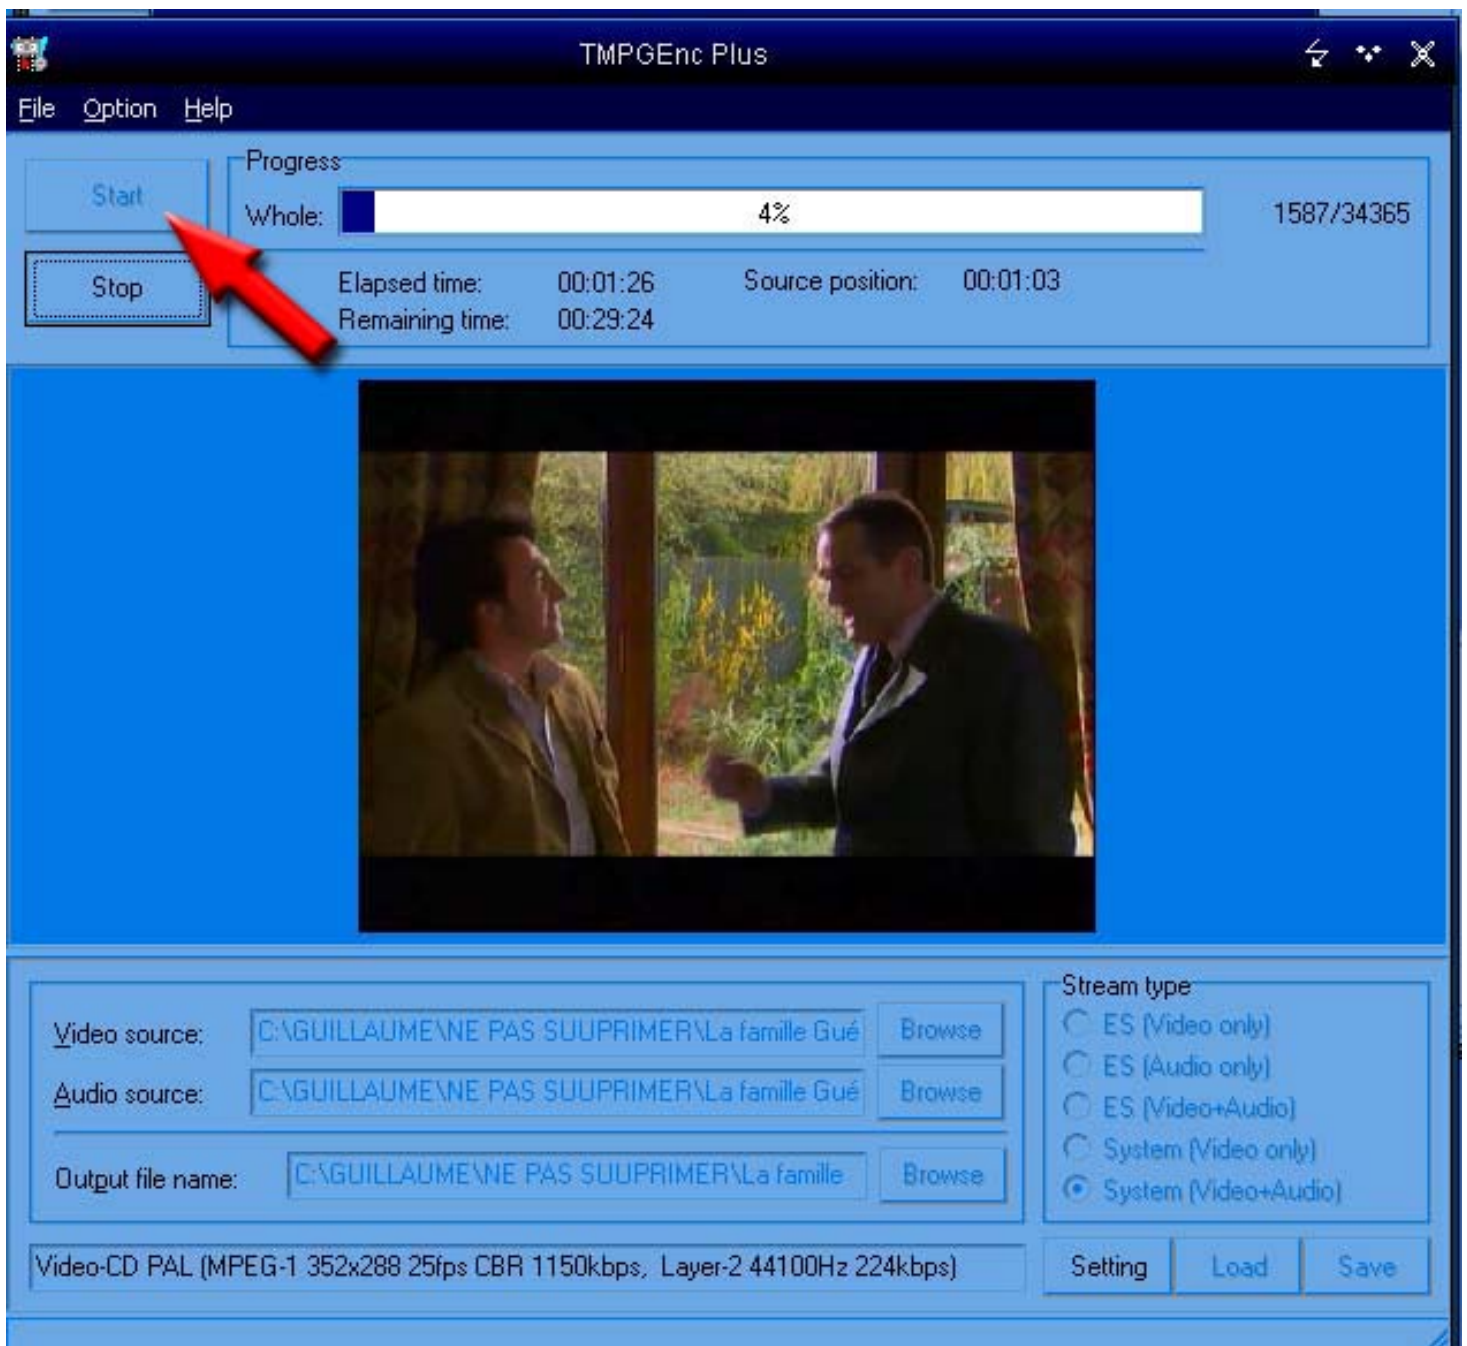 TMPGEnc Plus
File Option Help
Start
Progress
Whole: 4% 1587/34365
Stop
Elapsed time: 00:01:26 Source position: 00:01:03
Remaining time: 00:29:24
Stream type
Video source: C:\GUILLAUME\NE PAS SUUPRIMER\La famille Gué Browse
ES (Video only)
Audio source: C:\GUILLAUME\NE PAS SUUPRIMER\La famille Gué Browse
ES (Audio only)
ES (Video+Audio)
Output file name: C:\GUILLAUME\NE PAS SUUPRIMER\La famille Browse
System (Video only)
System (Video+Audio)
Video-CD PAL (MPEG-1 352x288 25fps CBR 1150kbps, Layer-2 44100Hz 224kbps)
Setting Load Save